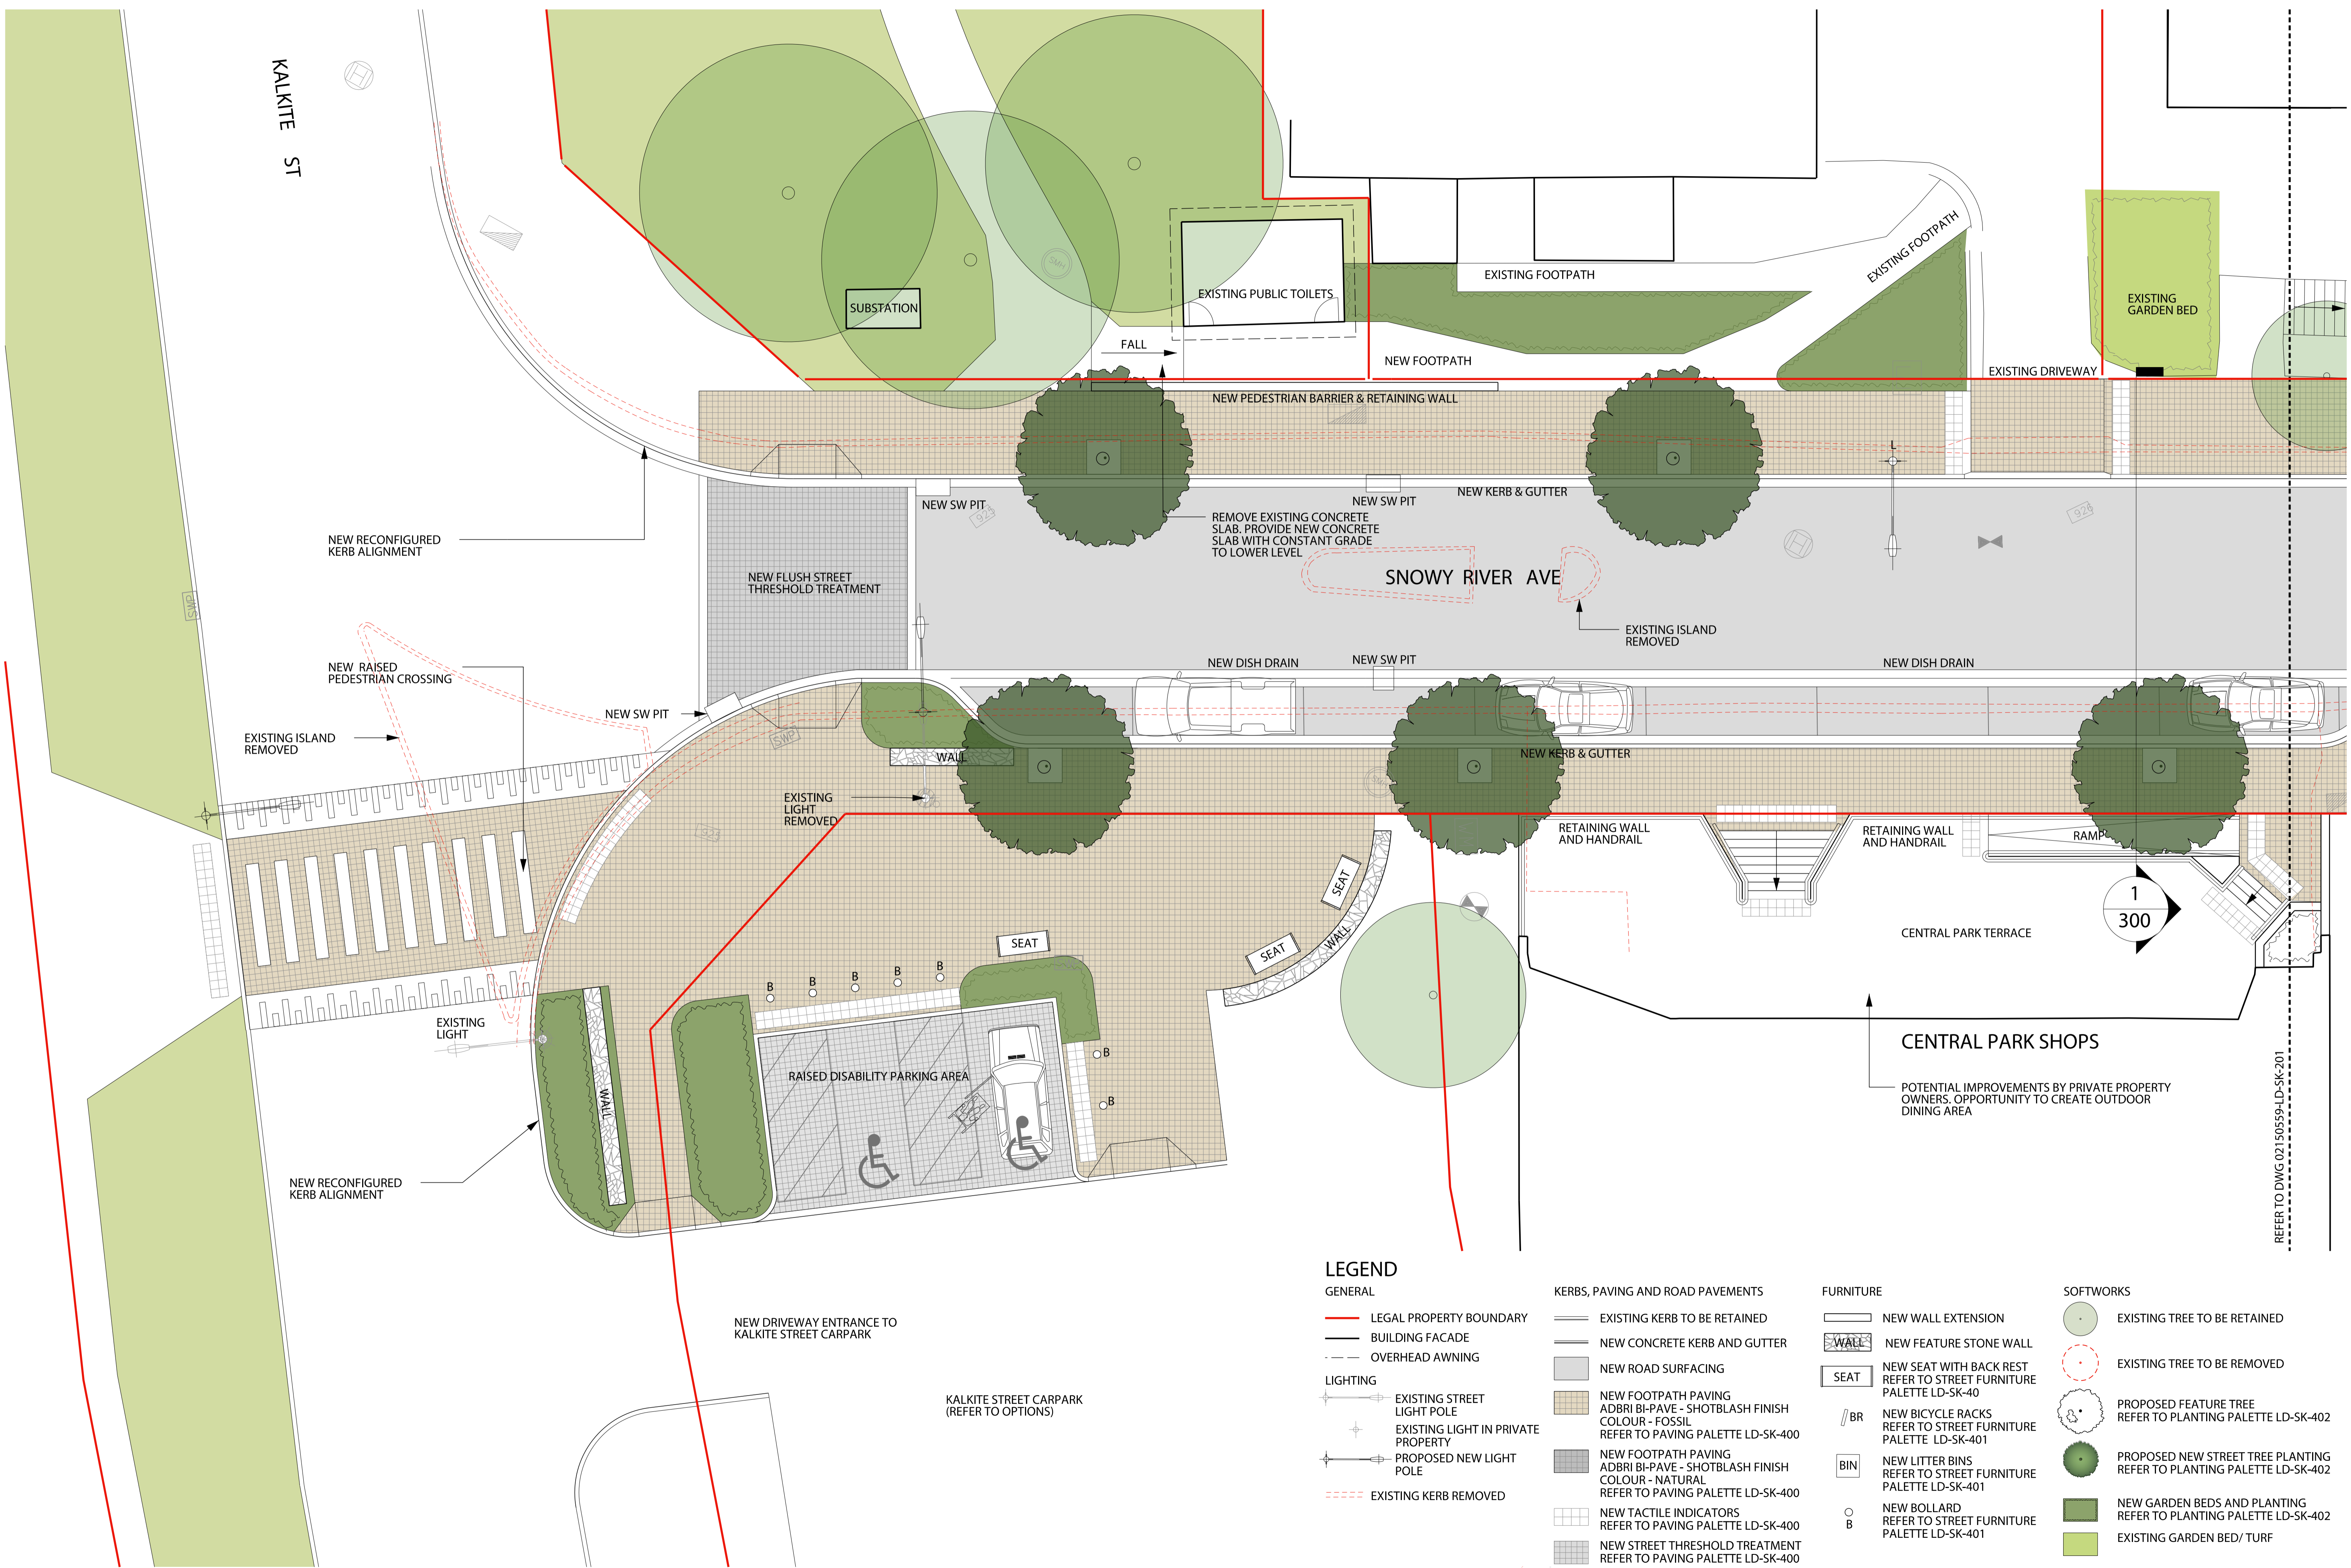 KALKITE ST
SUBSTATION
SMH
EXISTING PUBLIC TOILETS
EXISTING FOOTPATH
EXISTING FOOTPATH
EXISTING
GARDEN BED
FALL
NEW FOOTPATH
EXISTING DRIVEWAY
NEW PEDESTRIAN BARRIER & RETAINING WALL
L
NEW SW PIT
NEW SW PIT
NEW KERB & GUTTER
REMOVE EXISTING CONCRETE
SLAB. PROVIDE NEW CONCRETE
SLAB WITH CONSTANT GRADE
TO LOWER LEVEL
NEW RECONFIGURED
KERB ALIGNMENT
NEW FLUSH STREET
THRESHOLD TREATMENT
SNOWY RIVER AVE
SWP
EXISTING ISLAND
REMOVED
NEW RAISED
PEDESTRIAN CROSSING
NEW DISH DRAIN
NEW SW PIT
NEW DISH DRAIN
NEW SW PIT
EXISTING ISLAND
REMOVED
SWP
WALL
NEW KERB & GUTTER
EXISTING
LIGHT
REMOVED
RETAINING WALL
AND HANDRAIL
RETAINING WALL
AND HANDRAIL
RAMP
SEAT
SEAT
SEAT
WALL
1
300
CENTRAL PARK TERRACE
B
B
B
B
B
EXISTING
LIGHT
CENTRAL PARK SHOPS
RAISED DISABILITY PARKING AREA
B
B
WALL
POTENTIAL IMPROVEMENTS BY PRIVATE PROPERTY
OWNERS. OPPORTUNITY TO CREATE OUTDOOR
DINING AREA
REFER TO DWG 02150559-LD-SK-201
NEW RECONFIGURED
KERB ALIGNMENT
NEW DRIVEWAY ENTRANCE TO
KALKITE STREET CARPARK
KALKITE STREET CARPARK
(REFER TO OPTIONS)
LEGEND
GENERAL
LEGAL PROPERTY BOUNDARY
BUILDING FACADE
OVERHEAD AWNING
LIGHTING
EXISTING STREET
LIGHT POLE
EXISTING LIGHT IN PRIVATE
PROPERTY
PROPOSED NEW LIGHT
POLE
EXISTING KERB REMOVED
KERBS, PAVING AND ROAD PAVEMENTS
EXISTING KERB TO BE RETAINED
NEW CONCRETE KERB AND GUTTER
NEW ROAD SURFACING
NEW FOOTPATH PAVING
ADBRI BI-PAVE - SHOTBLASH FINISH
COLOUR - FOSSIL
REFER TO PAVING PALETTE LD-SK-400
NEW FOOTPATH PAVING
ADBRI BI-PAVE - SHOTBLASH FINISH
COLOUR - NATURAL
REFER TO PAVING PALETTE LD-SK-400
NEW TACTILE INDICATORS
REFER TO PAVING PALETTE LD-SK-400
NEW STREET THRESHOLD TREATMENT
REFER TO PAVING PALETTE LD-SK-400
FURNITURE
NEW WALL EXTENSION
WALL
NEW FEATURE STONE WALL
SEAT
NEW SEAT WITH BACK REST
REFER TO STREET FURNITURE
PALETTE LD-SK-40
BR
NEW BICYCLE RACKS
REFER TO STREET FURNITURE
PALETTE LD-SK-401
BIN
NEW LITTER BINS
REFER TO STREET FURNITURE
PALETTE LD-SK-401
B
NEW BOLLARD
REFER TO STREET FURNITURE
PALETTE LD-SK-401
SOFTWORKS
EXISTING TREE TO BE RETAINED
EXISTING TREE TO BE REMOVED
PROPOSED FEATURE TREE
REFER TO PLANTING PALETTE LD-SK-402
PROPOSED NEW STREET TREE PLANTING
REFER TO PLANTING PALETTE LD-SK-402
NEW GARDEN BEDS AND PLANTING
REFER TO PLANTING PALETTE LD-SK-402
EXISTING GARDEN BED/ TURF